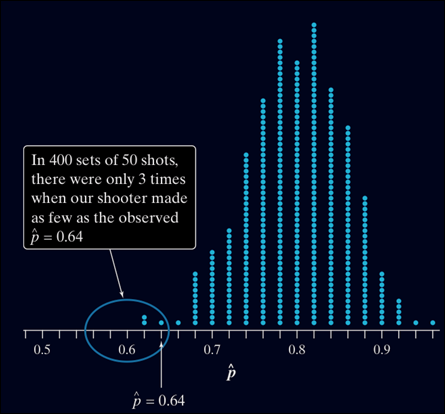 In 400 sets of 50 shots,
there were only 3 times
when our shooter made
as few as the observed
p̂ = 0.64
0.5 0.6 0.7 0.8 0.9
p̂
p̂ = 0.64